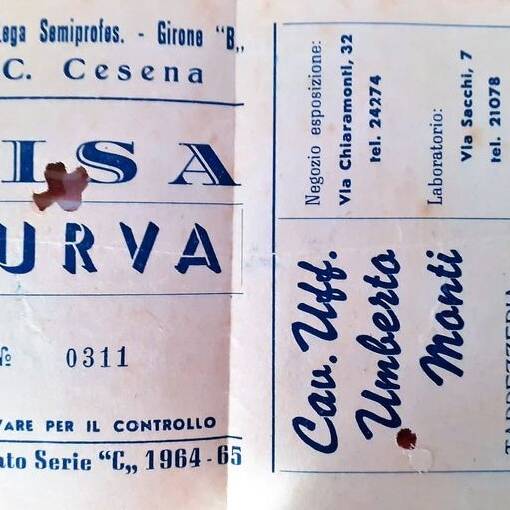 Lega Semiprofes. - Girone "B„
C. Cesena
ISA
URVA
№ 0311
VARE PER IL CONTROLLO
ato Serie "C„ 1964-65
Negozio esposizione:
Via Chiaramonti, 32
tel. 24274
Laboratorio:
Via Sacchi, 7
tel. 21078
Cav. Uff.
Umberto
Monti
TAPPEZZERIA